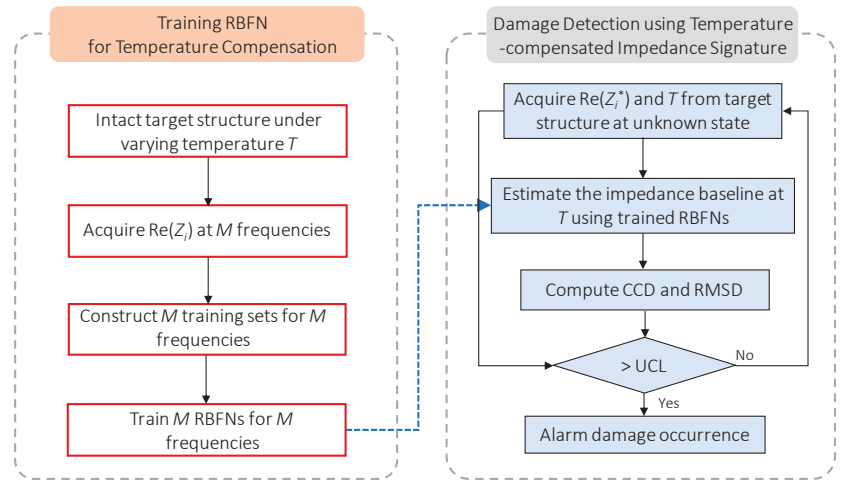 Training RBFN
for Temperature Compensation
Intact target structure under
varying temperature T
Acquire Re(Zi) at M frequencies
Construct M training sets for M
frequencies
Train M RBFNs for M
frequencies
Damage Detection using Temperature
-compensated Impedance Signature
Acquire Re(Zi*) and T from target
structure at unknown state
Estimate the impedance baseline at
T using trained RBFNs
Compute CCD and RMSD
> UCL
No
Yes
Alarm damage occurrence